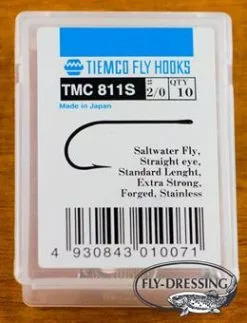 TIEMCO FLY HOOKS
TMC 811S
# 2/0
QTY 10
Made in Japan
Saltwater Fly,
Straight eye,
Standard Lenght,
Extra Strong,
Forged, Stainless
4 930843 010071
FLY-DRESSING